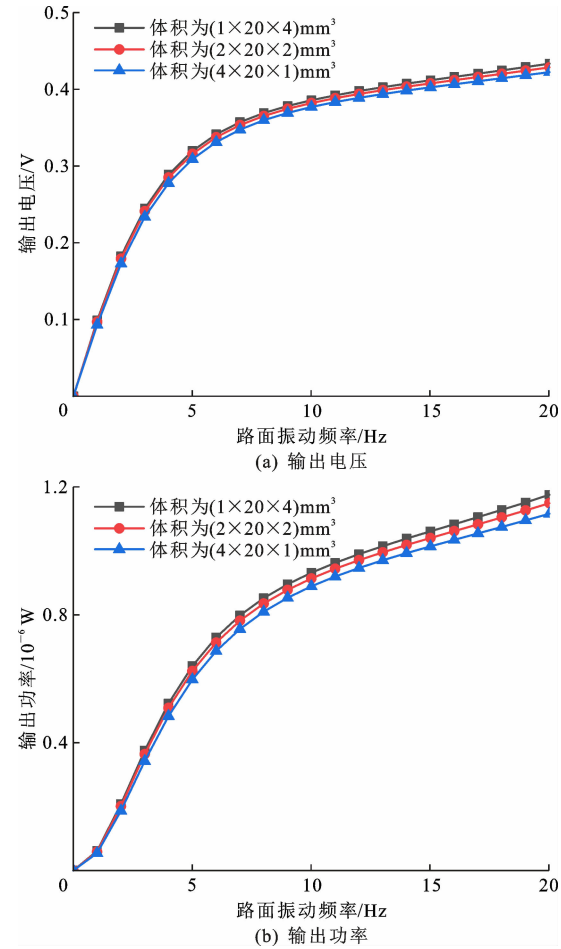 0.5
0.4
0.3
0.2
0.1
0
输出电压/V
体积为(1×20×4)mm³
体积为(2×20×2)mm³
体积为(4×20×1)mm³
5
10
15
20
路面振动频率/Hz
(a) 输出电压
1.2
0.8
0.4
0
输出功率/10⁻⁶W
体积为(1×20×4)mm³
体积为(2×20×2)mm³
体积为(4×20×1)mm³
5
10
15
20
路面振动频率/Hz
(b) 输出功率